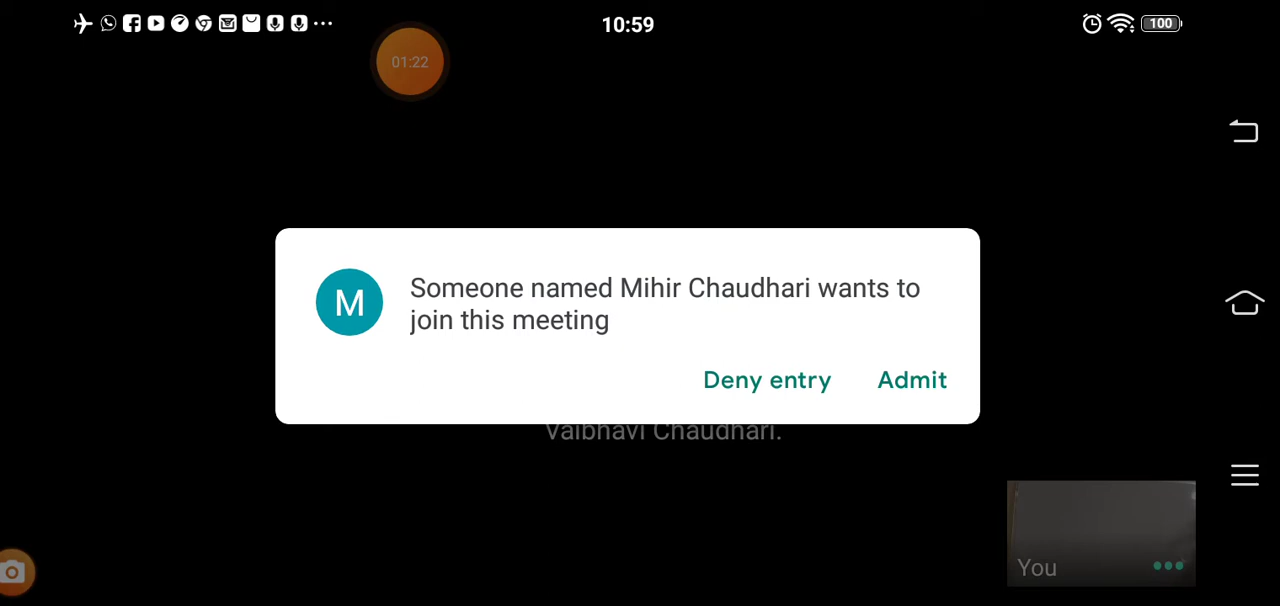 10:59
100
01:22
M
Someone named Mihir Chaudhari wants to
join this meeting
Deny entry
Admit
Vaibhavi Chaudhari.
You